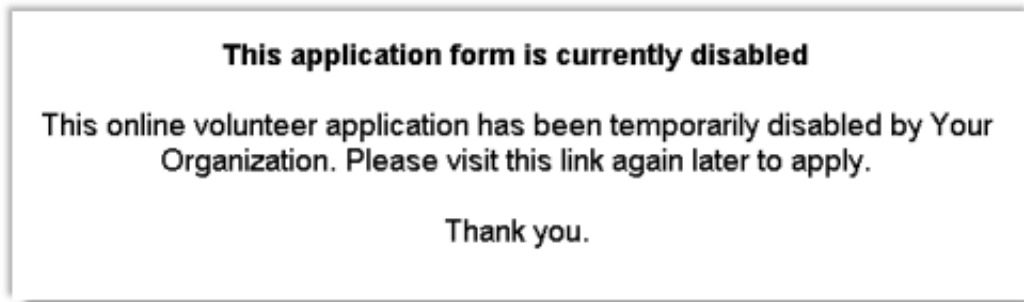 This application form is currently disabled
This online volunteer application has been temporarily disabled by Your
Organization. Please visit this link again later to apply.
Thank you.